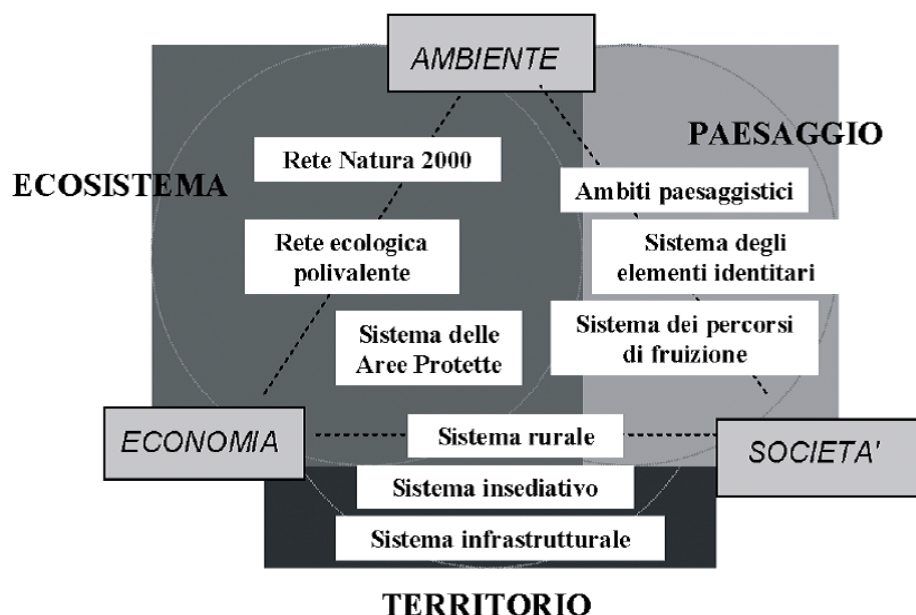 AMBIENTE
PAESAGGIO
Rete Natura 2000
ECOSISTEMA
Ambiti paesaggistici
Rete ecologica
polivalente
Sistema degli
elementi identitari
Sistema delle
Aree Protette
Sistema dei percorsi
di fruizione
ECONOMIA
Sistema rurale
SOCIETA'
Sistema insediativo
Sistema infrastrutturale
TERRITORIO